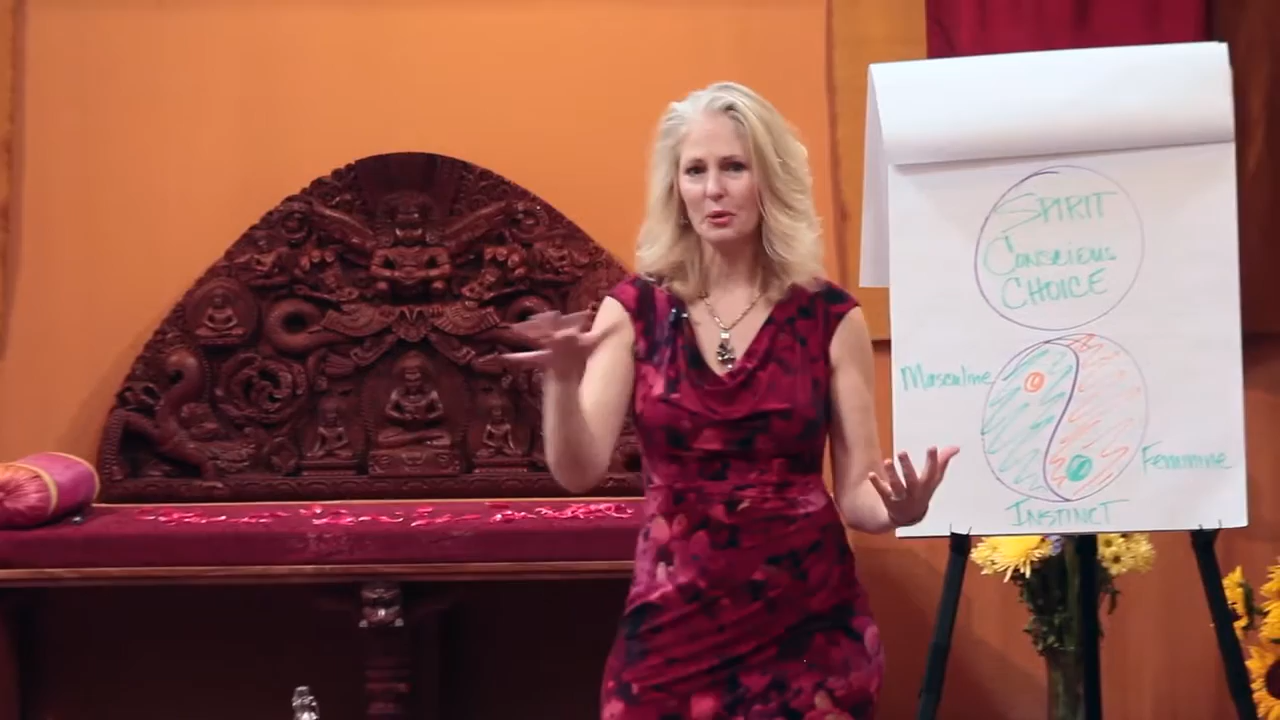 SPIRIT
CONSCIOUS
CHOICE
Masculine
Feminine
INSTINCT